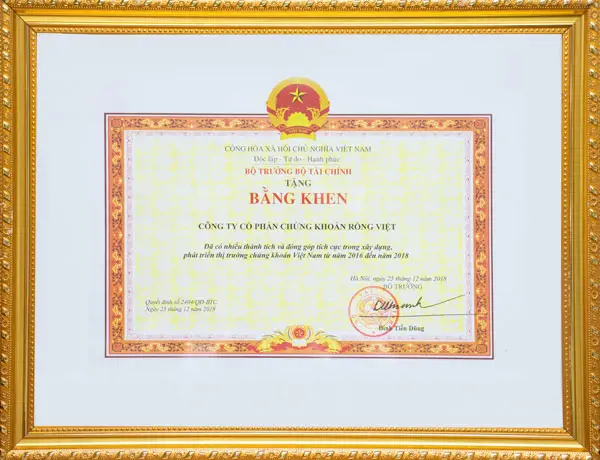 CỘNG HÒA XÃ HỘI CHỦ NGHĨA VIỆT NAM
Độc lập - Tự do - Hạnh phúc
BỘ TRƯỞNG BỘ TÀI CHÍNH
TẶNG
BẰNG KHEN
CÔNG TY CỔ PHẦN CHỨNG KHOÁN RỒNG VIỆT
Đã có nhiều thành tích và đóng góp tích cực trong xây dựng,
phát triển thị trường chứng khoán Việt Nam từ năm 2016 đến năm 2018
Hà Nội, ngày 25 tháng 12 năm 2018
BỘ TRƯỞNG
Quyết định số 2494/QĐ-BTC
Ngày 25 tháng 12 năm 2018
Đinh Tiến Dũng